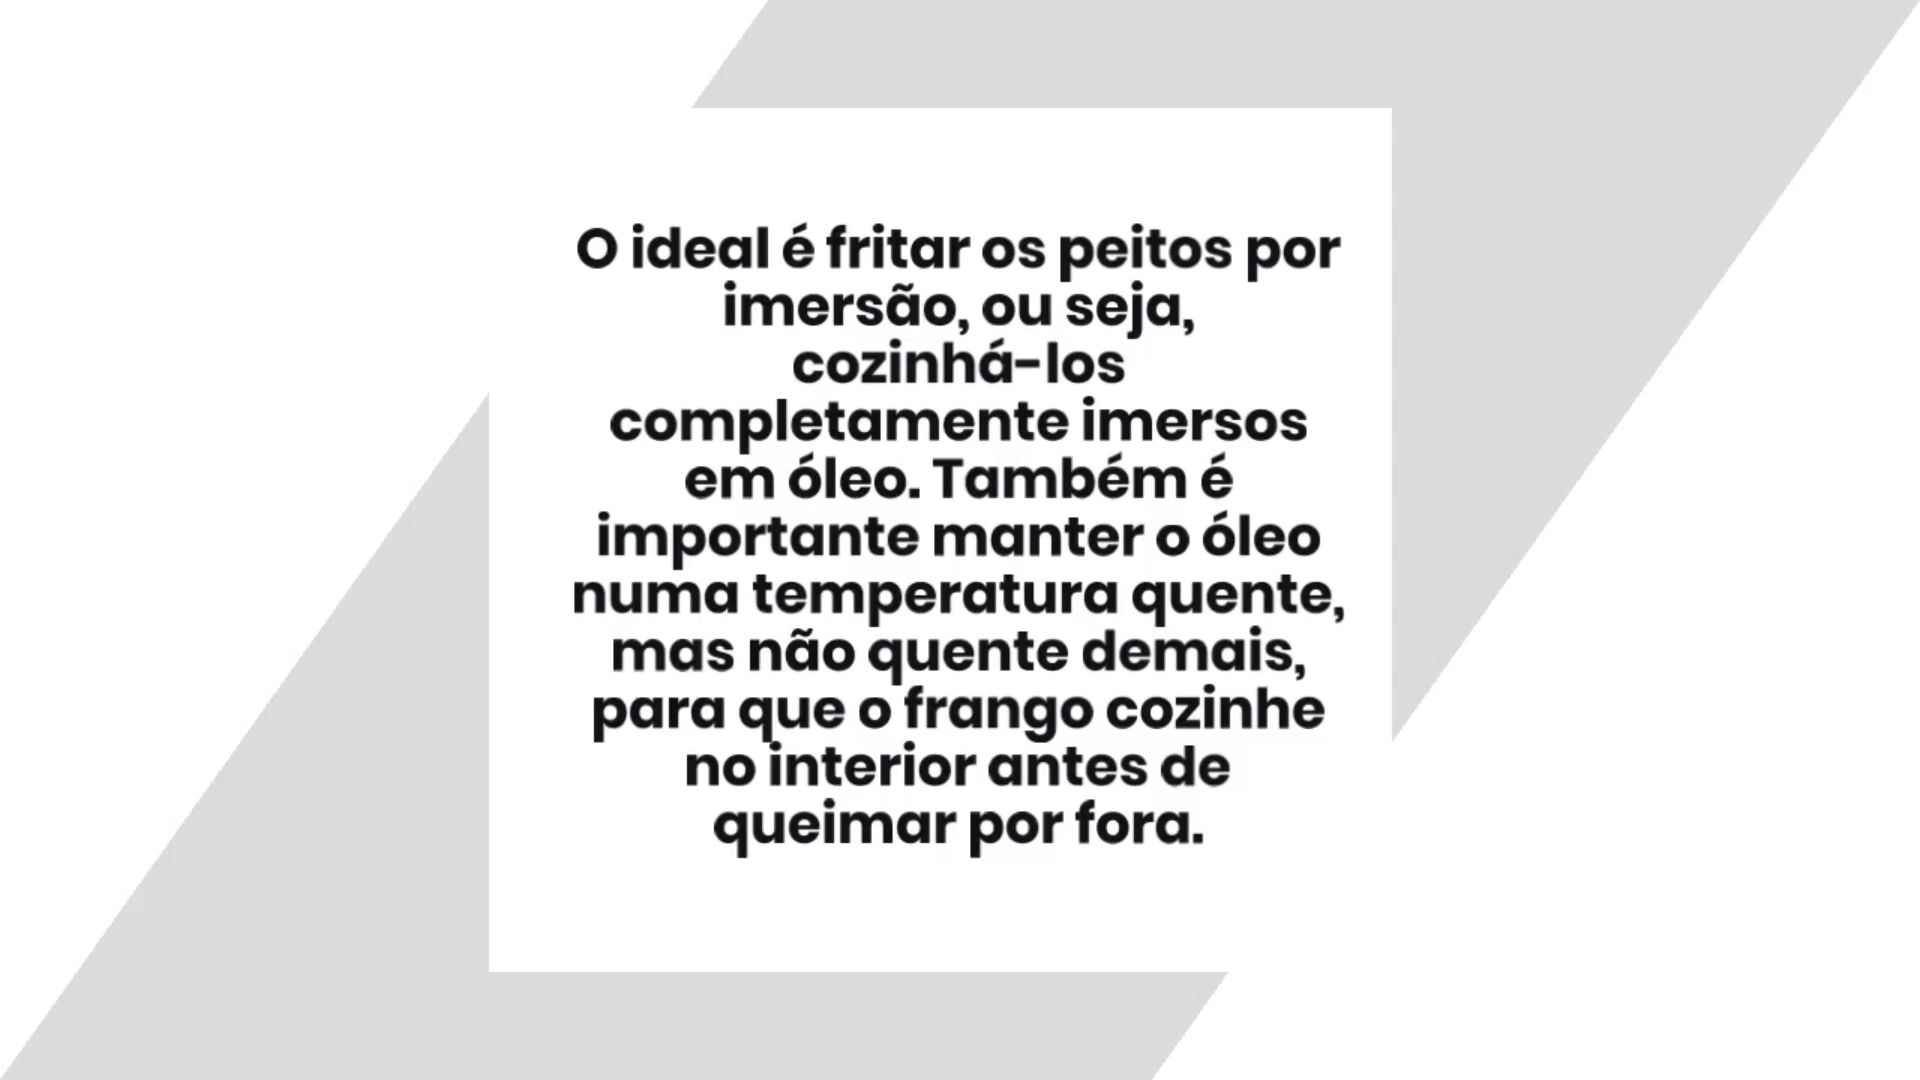 O ideal é fritar os peitos por
imersão, ou seja,
cozinhá-los
completamente imersos
em óleo. Também é
importante manter o óleo
numa temperatura quente,
mas não quente demais,
para que o frango cozinhe
no interior antes de
queimar por fora.